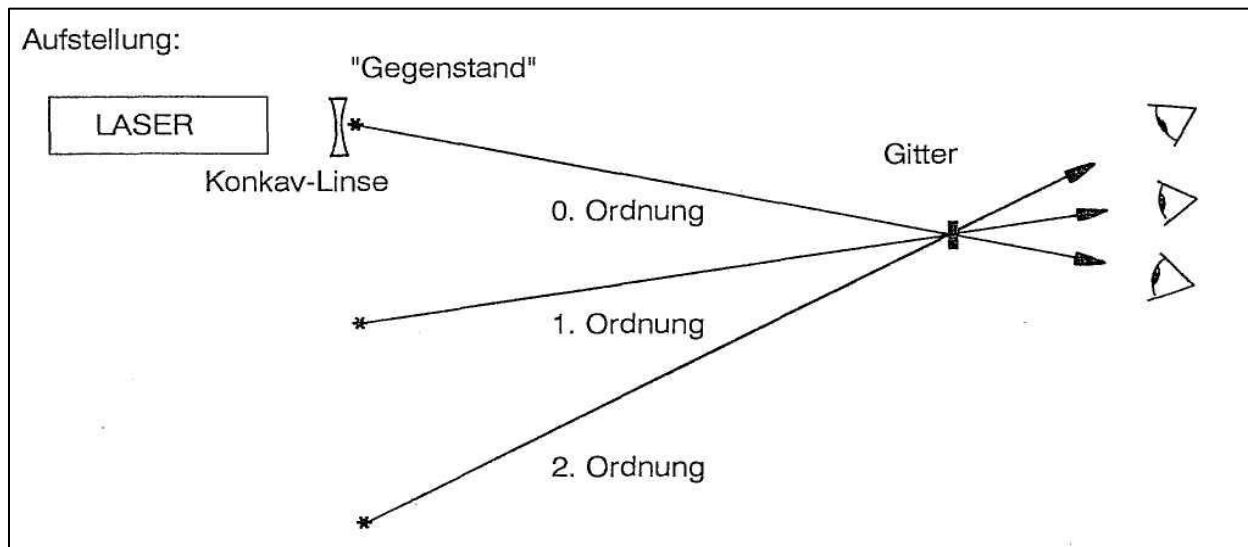 Aufstellung:
"Gegenstand"
LASER
Konkav-Linse
Gitter
0. Ordnung
1. Ordnung
2. Ordnung